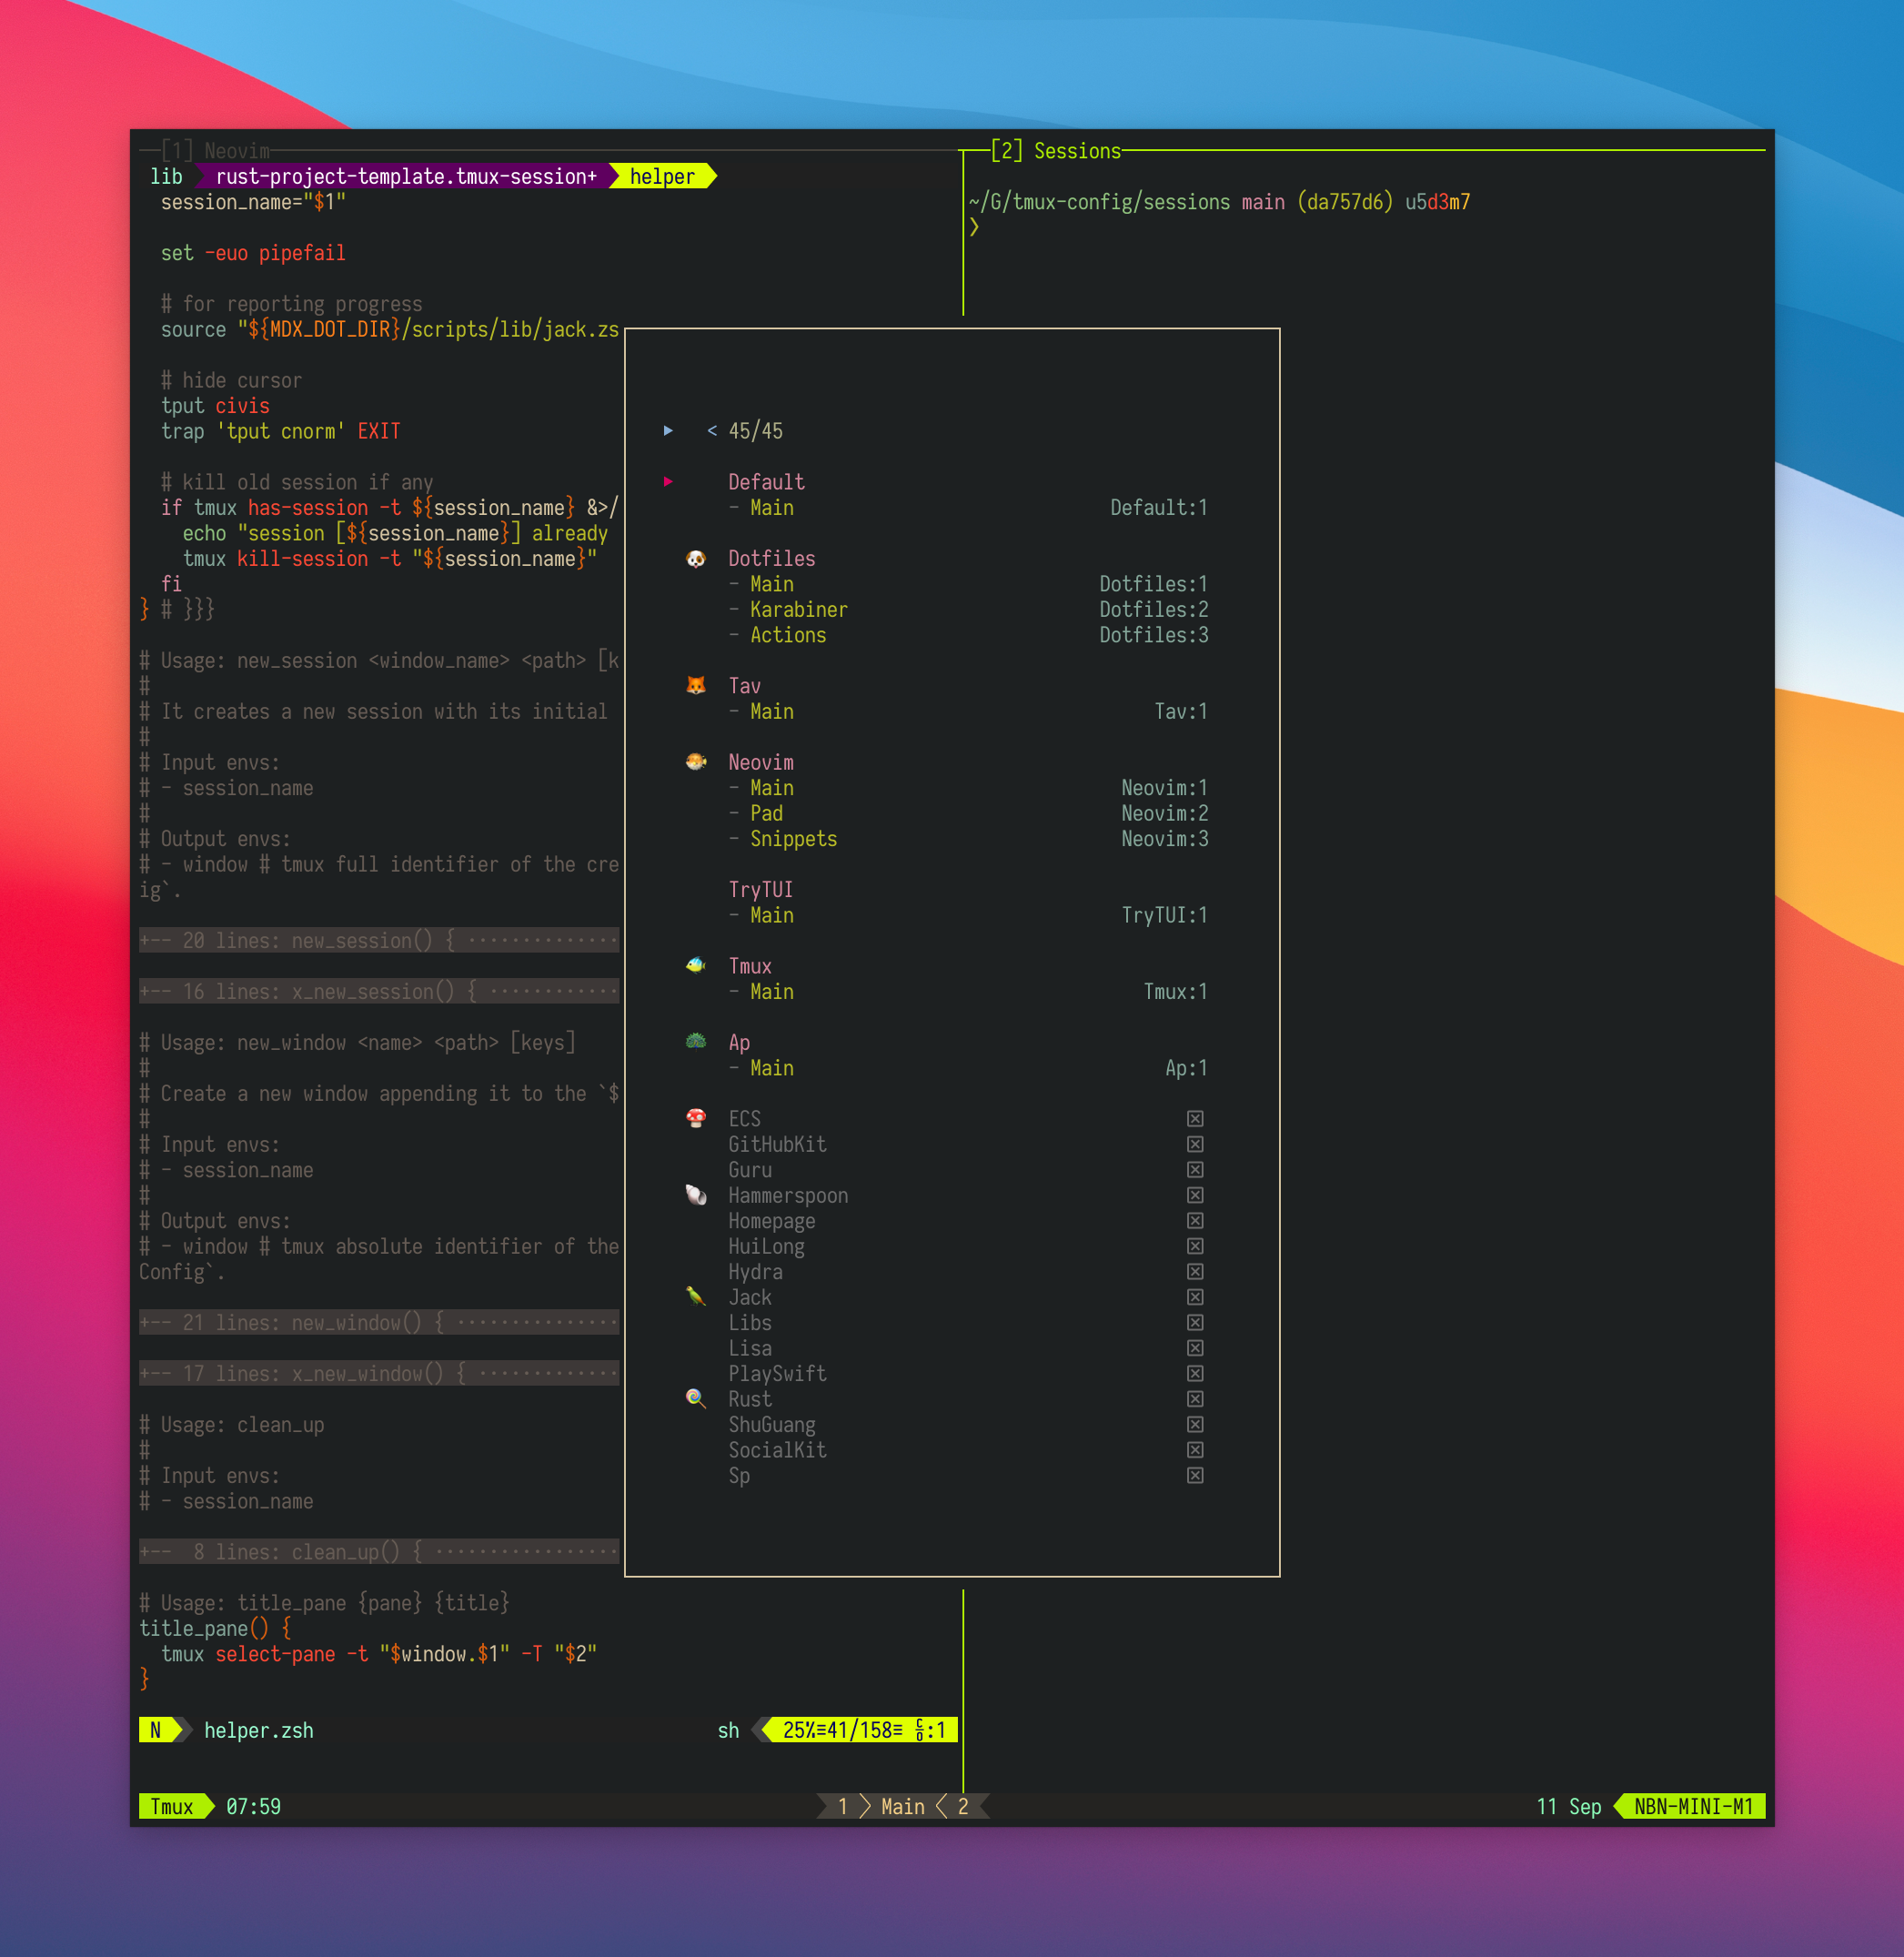 [1] Neovim
lib rust-project-template.tmux-session+ helper
session_name="$1"
set -euo pipefail
# for reporting progress
source "${MDX_DOT_DIR}/scripts/lib/jack.zs
# hide cursor
tput civis
trap 'tput cnorm' EXIT
# kill old session if any
if tmux has-session -t ${session_name} &>/
echo "session [${session_name}] already
tmux kill-session -t "${session_name}"
fi
} # }}}
# Usage: new_session <window_name> <path> [k
#
# It creates a new session with its initial
#
# Input envs:
# - session_name
#
# Output envs:
# - window # tmux full identifier of the cre
ig`.
+-- 20 lines: new_session() { ··············
+-- 16 lines: x_new_session() { ············
# Usage: new_window <name> <path> [keys]
#
# Create a new window appending it to the `$
#
# Input envs:
# - session_name
#
# Output envs:
# - window # tmux absolute identifier of the
Config`.
+-- 21 lines: new_window() { ···············
+-- 17 lines: x_new_window() { ·············
# Usage: clean_up
#
# Input envs:
# - session_name
+--  8 lines: clean_up() { ·················
# Usage: title_pane {pane} {title}
title_pane() {
tmux select-pane -t "$window.$1" -T "$2"
}
N helper.zsh sh 25%≡41/158≡ :1
[2] Sessions
~/G/tmux-config/sessions main (da757d6) u5d3m7
❯
< 45/45
Default
- Main Default:1
Dotfiles
- Main Dotfiles:1
- Karabiner Dotfiles:2
- Actions Dotfiles:3
Tav
- Main Tav:1
Neovim
- Main Neovim:1
- Pad Neovim:2
- Snippets Neovim:3
TryTUI
- Main TryTUI:1
Tmux
- Main Tmux:1
Ap
- Main Ap:1
ECS
GitHubKit
Guru
Hammerspoon
Homepage
HuiLong
Hydra
Jack
Libs
Lisa
PlaySwift
Rust
ShuGuang
SocialKit
Sp
Tmux 07:59 1 Main 2 11 Sep NBN-MINI-M1